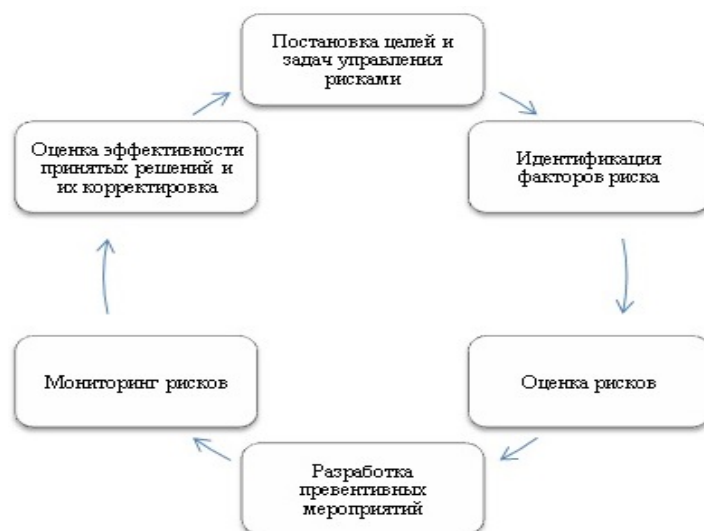 Постановка целей и
задач управления
рисками
Идентификация
факторов риска
Оценка рисков
Разработка
превентивных
мероприятий
Мониторинг рисков
Оценка эффективности
принятых решений и
их корректировка